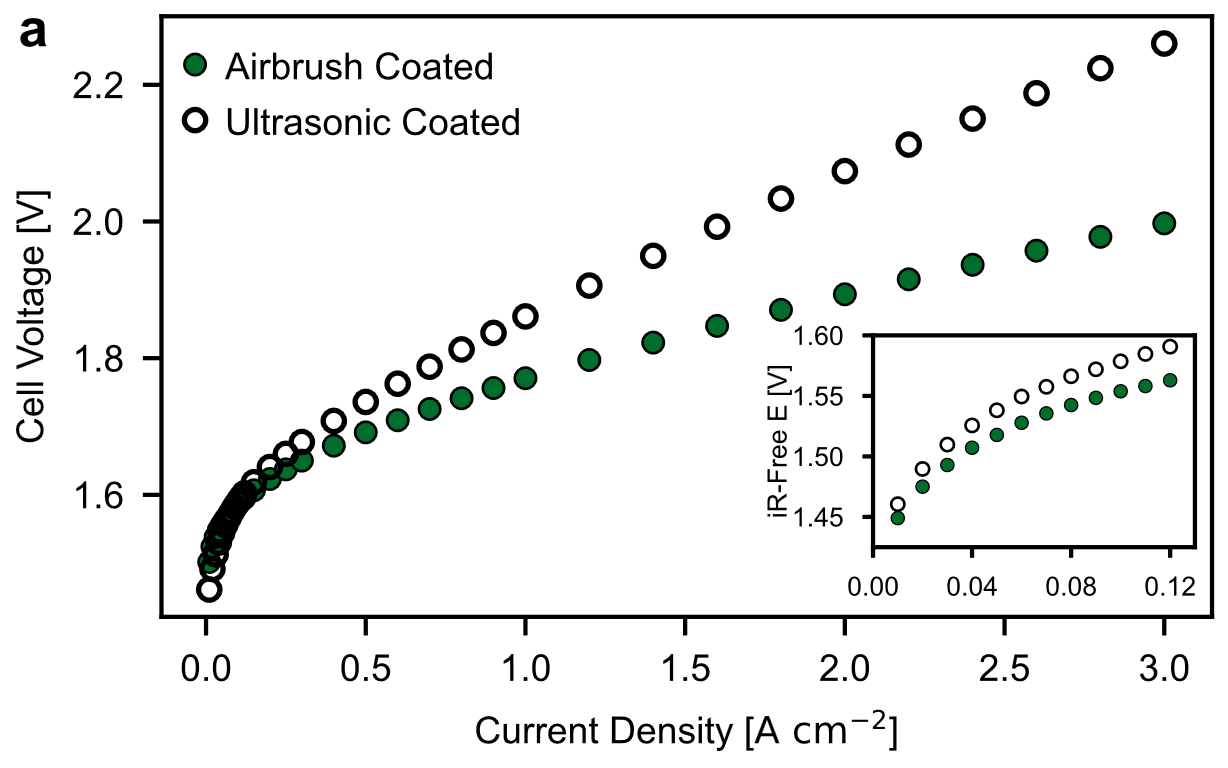 a
Airbrush Coated
Ultrasonic Coated
Cell Voltage [V]
2.2
2.0
1.8
1.6
0.0 0.5 1.0 1.5 2.0 2.5 3.0
Current Density [A cm⁻²]
iR-Free E [V]
1.60
1.55
1.50
1.45
0.00 0.04 0.08 0.12